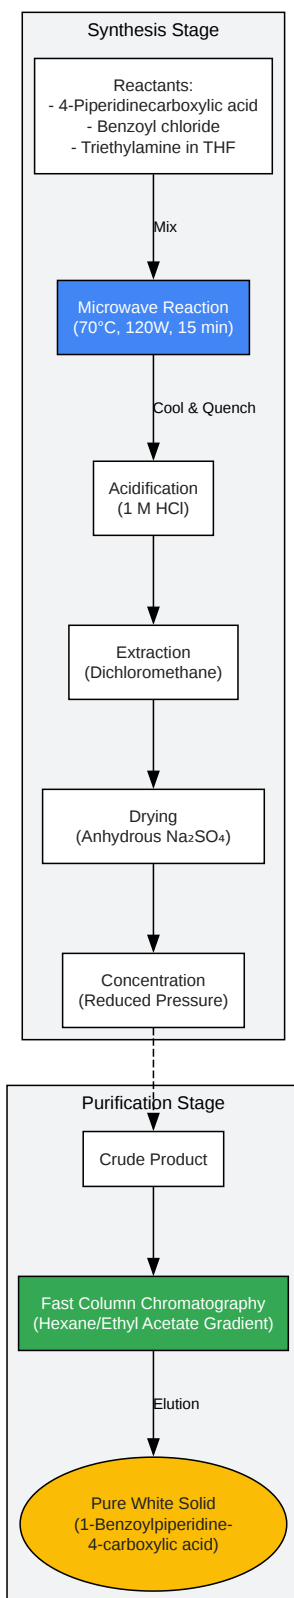 Synthesis Stage
Reactants:
- 4-Piperidinecarboxylic acid
- Benzoyl chloride
- Triethylamine in THF
Mix
Microwave Reaction
(70°C, 120W, 15 min)
Cool & Quench
Acidification
(1 M HCl)
Extraction
(Dichloromethane)
Drying
(Anhydrous Na₂SO₄)
Concentration
(Reduced Pressure)
Purification Stage
Crude Product
Fast Column Chromatography
(Hexane/Ethyl Acetate Gradient)
Elution
Pure White Solid
(1-Benzoylpiperidine-
4-carboxylic acid)